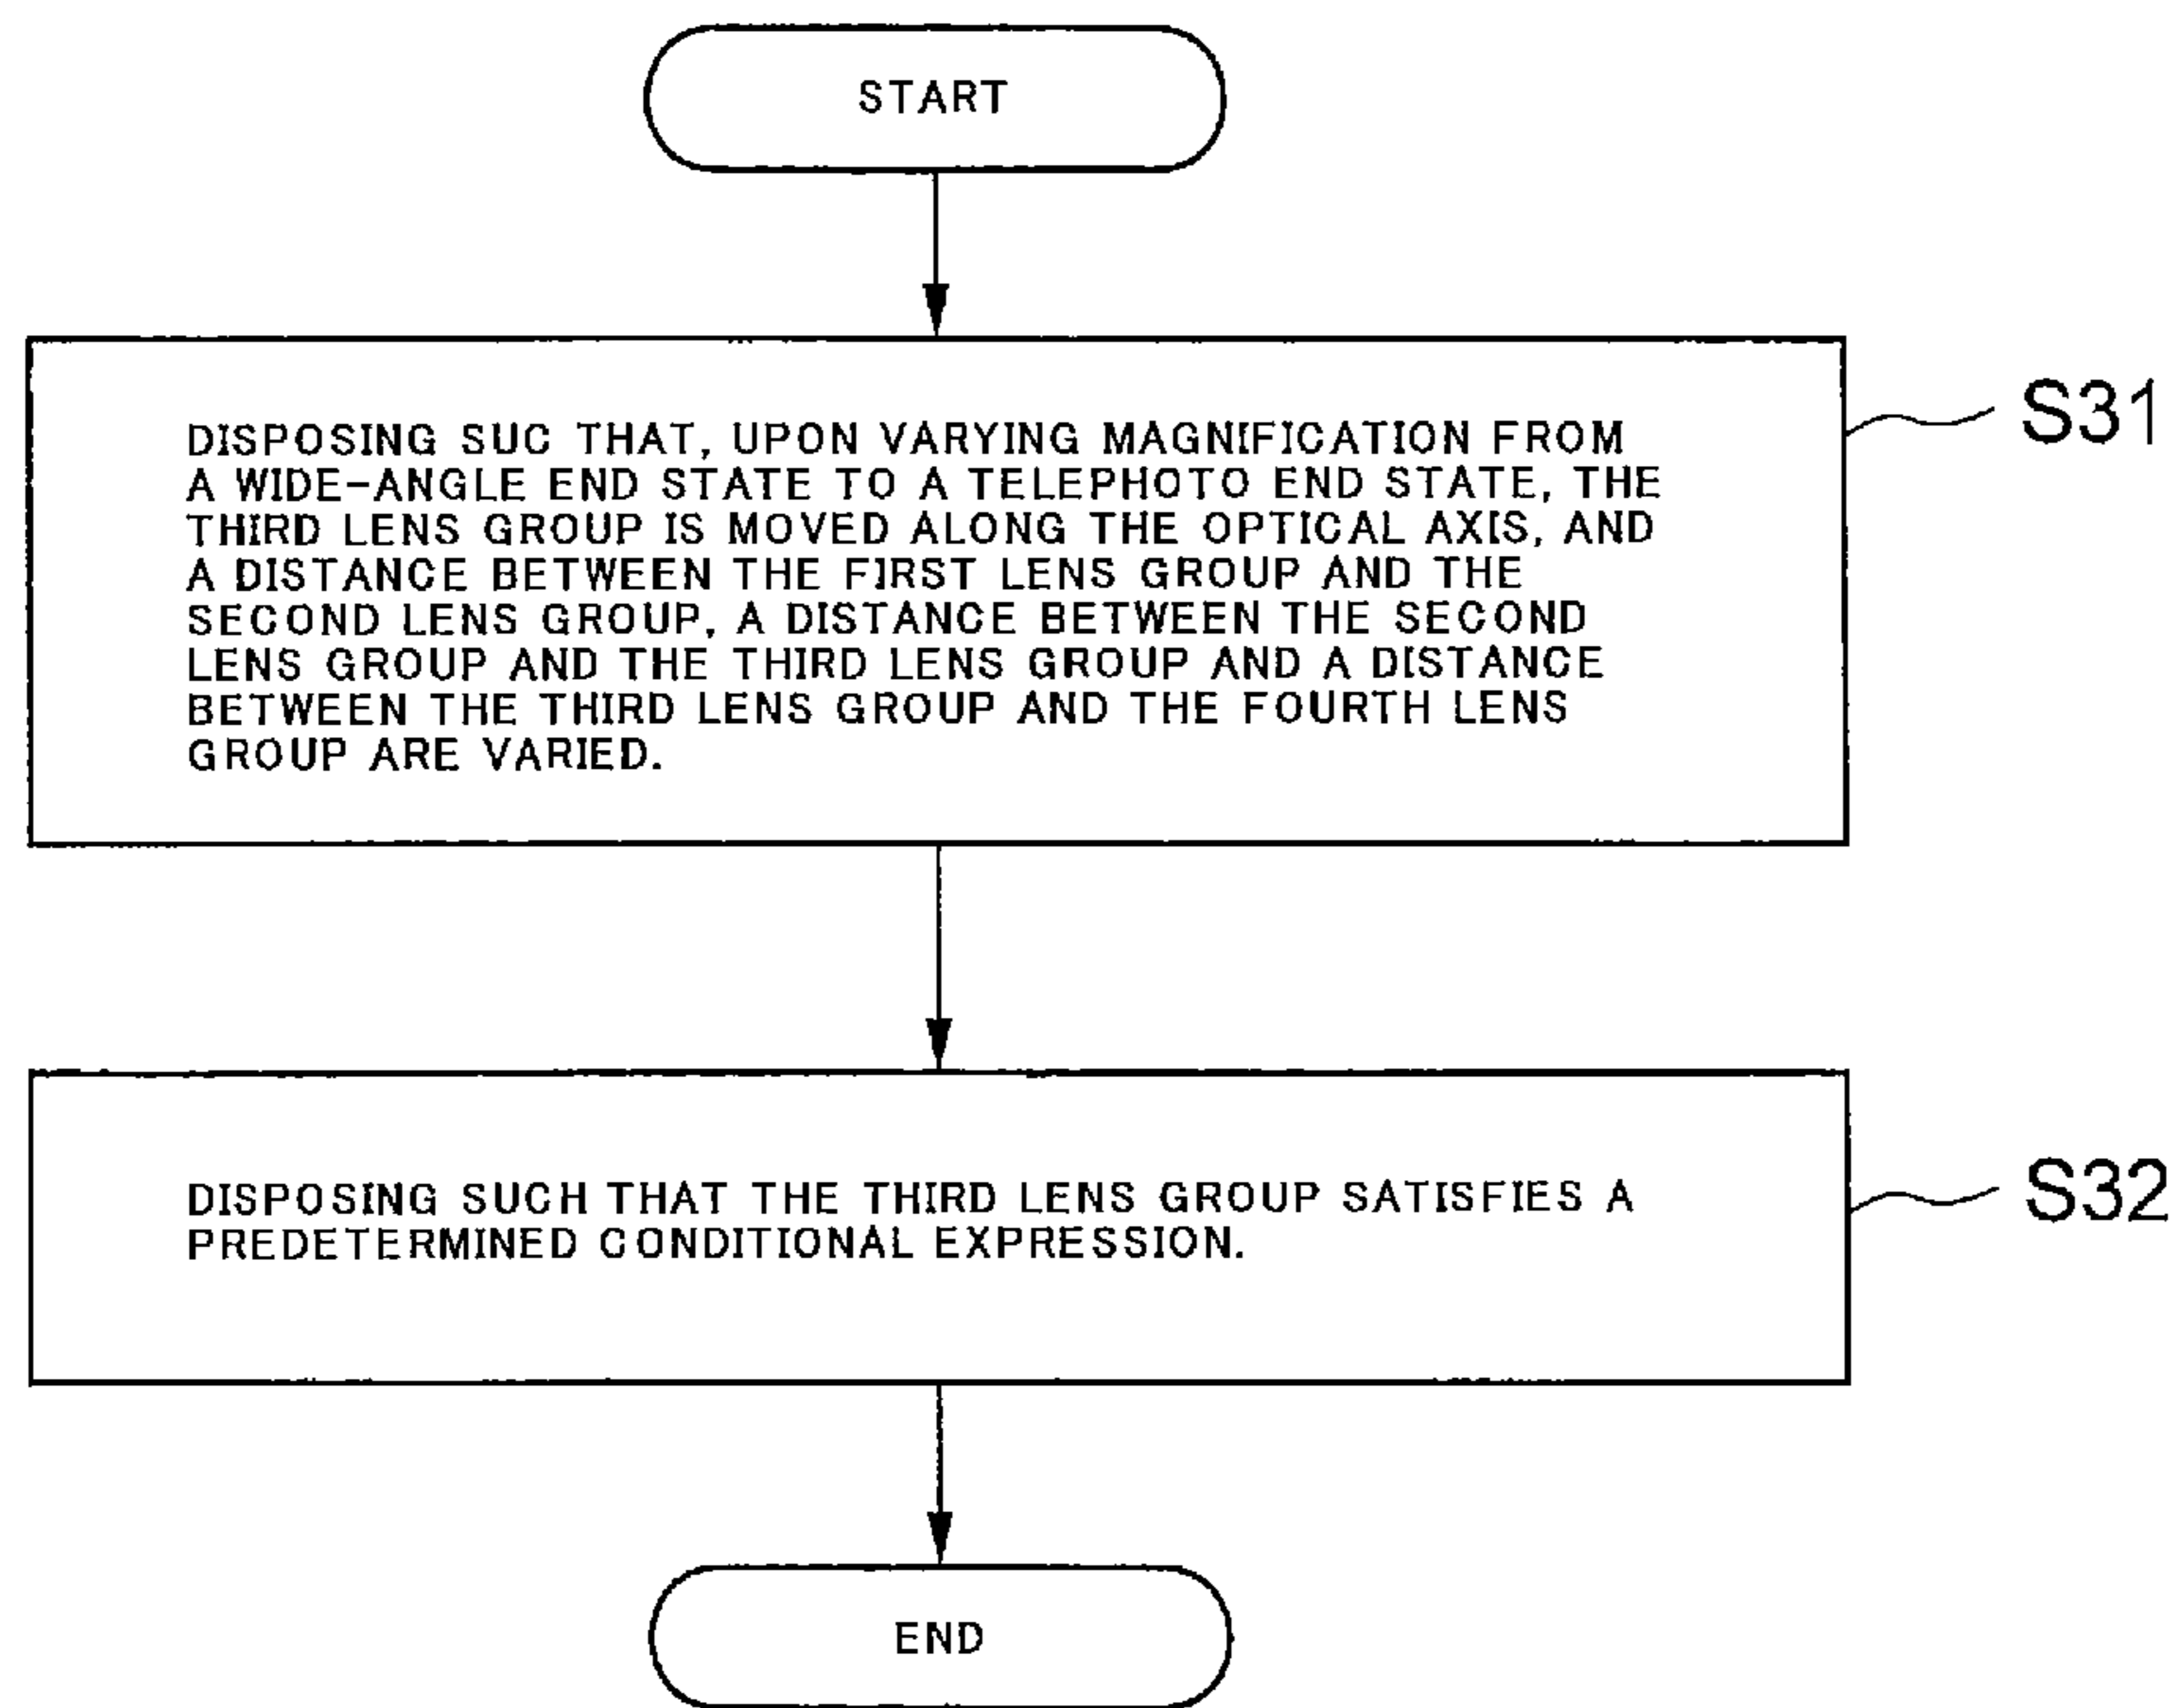 START
DISPOSING SUC THAT, UPON VARYING MAGNIFICATION FROM
A WIDE-ANGLE END STATE TO A TELEPHOTO END STATE, THE
THIRD LENS GROUP IS MOVED ALONG THE OPTICAL AXIS, AND
A DISTANCE BETWEEN THE FIRST LENS GROUP AND THE
SECOND LENS GROUP, A DISTANCE BETWEEN THE SECOND
LENS GROUP AND THE THIRD LENS GROUP AND A DISTANCE
BETWEEN THE THIRD LENS GROUP AND THE FOURTH LENS
GROUP ARE VARIED.
S31
DISPOSING SUCH THAT THE THIRD LENS GROUP SATISFIES A
PREDETERMINED CONDITIONAL EXPRESSION.
S32
END